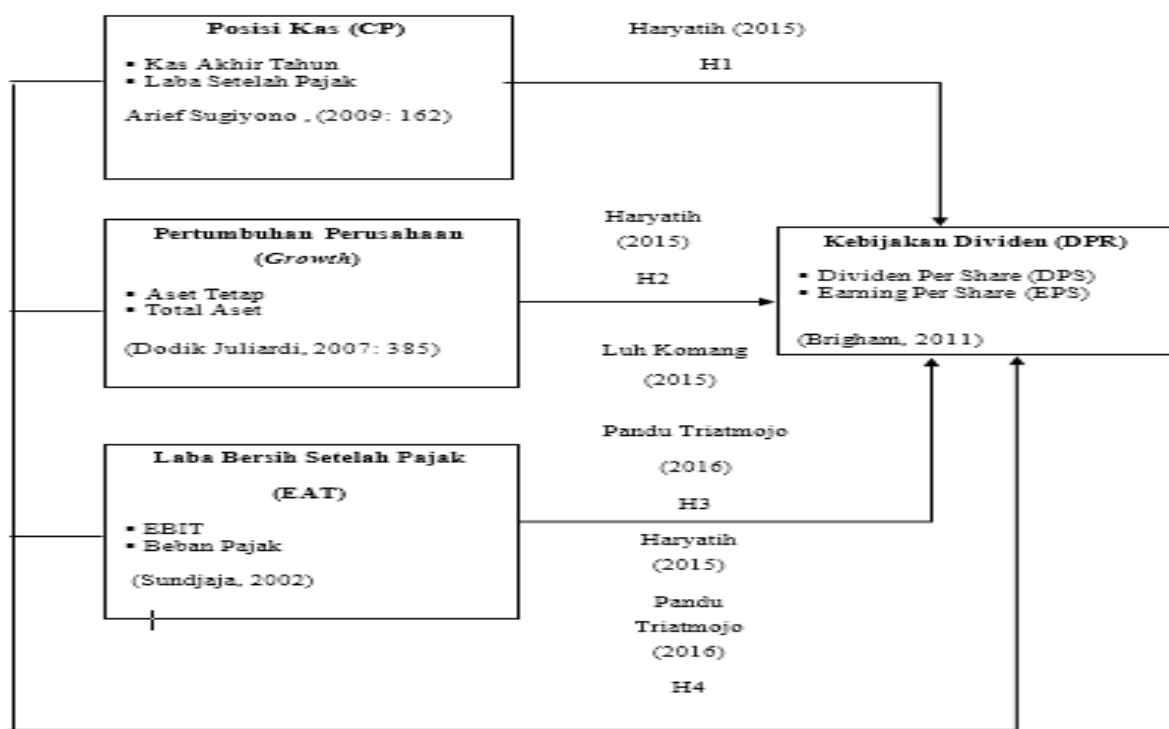 Posisi Kas (CP)
▪ Kas Akhir Tahun
▪ Laba Setelah Pajak
Arief Sugiyono , (2009: 162)
Haryatih (2015)
H1
Pertumbuhan Perusahaan
(Growth)
▪ Aset Tetap
▪ Total Aset
(Dodik Juliardi, 2007: 385)
Haryatih
(2015)
H2
Kebijakan Dividen (DPR)
▪ Dividen Per Share (DPS)
▪ Earning Per Share (EPS)
(Brigham, 2011)
Luh Komang
(2015)
Pandu Triatmojo
(2016)
H3
Laba Bersih Setelah Pajak
(EAT)
▪ EBIT
▪ Beban Pajak
(Sundjaja, 2002)
Haryatih
(2015)
Pandu
Triatmojo
(2016)
H4